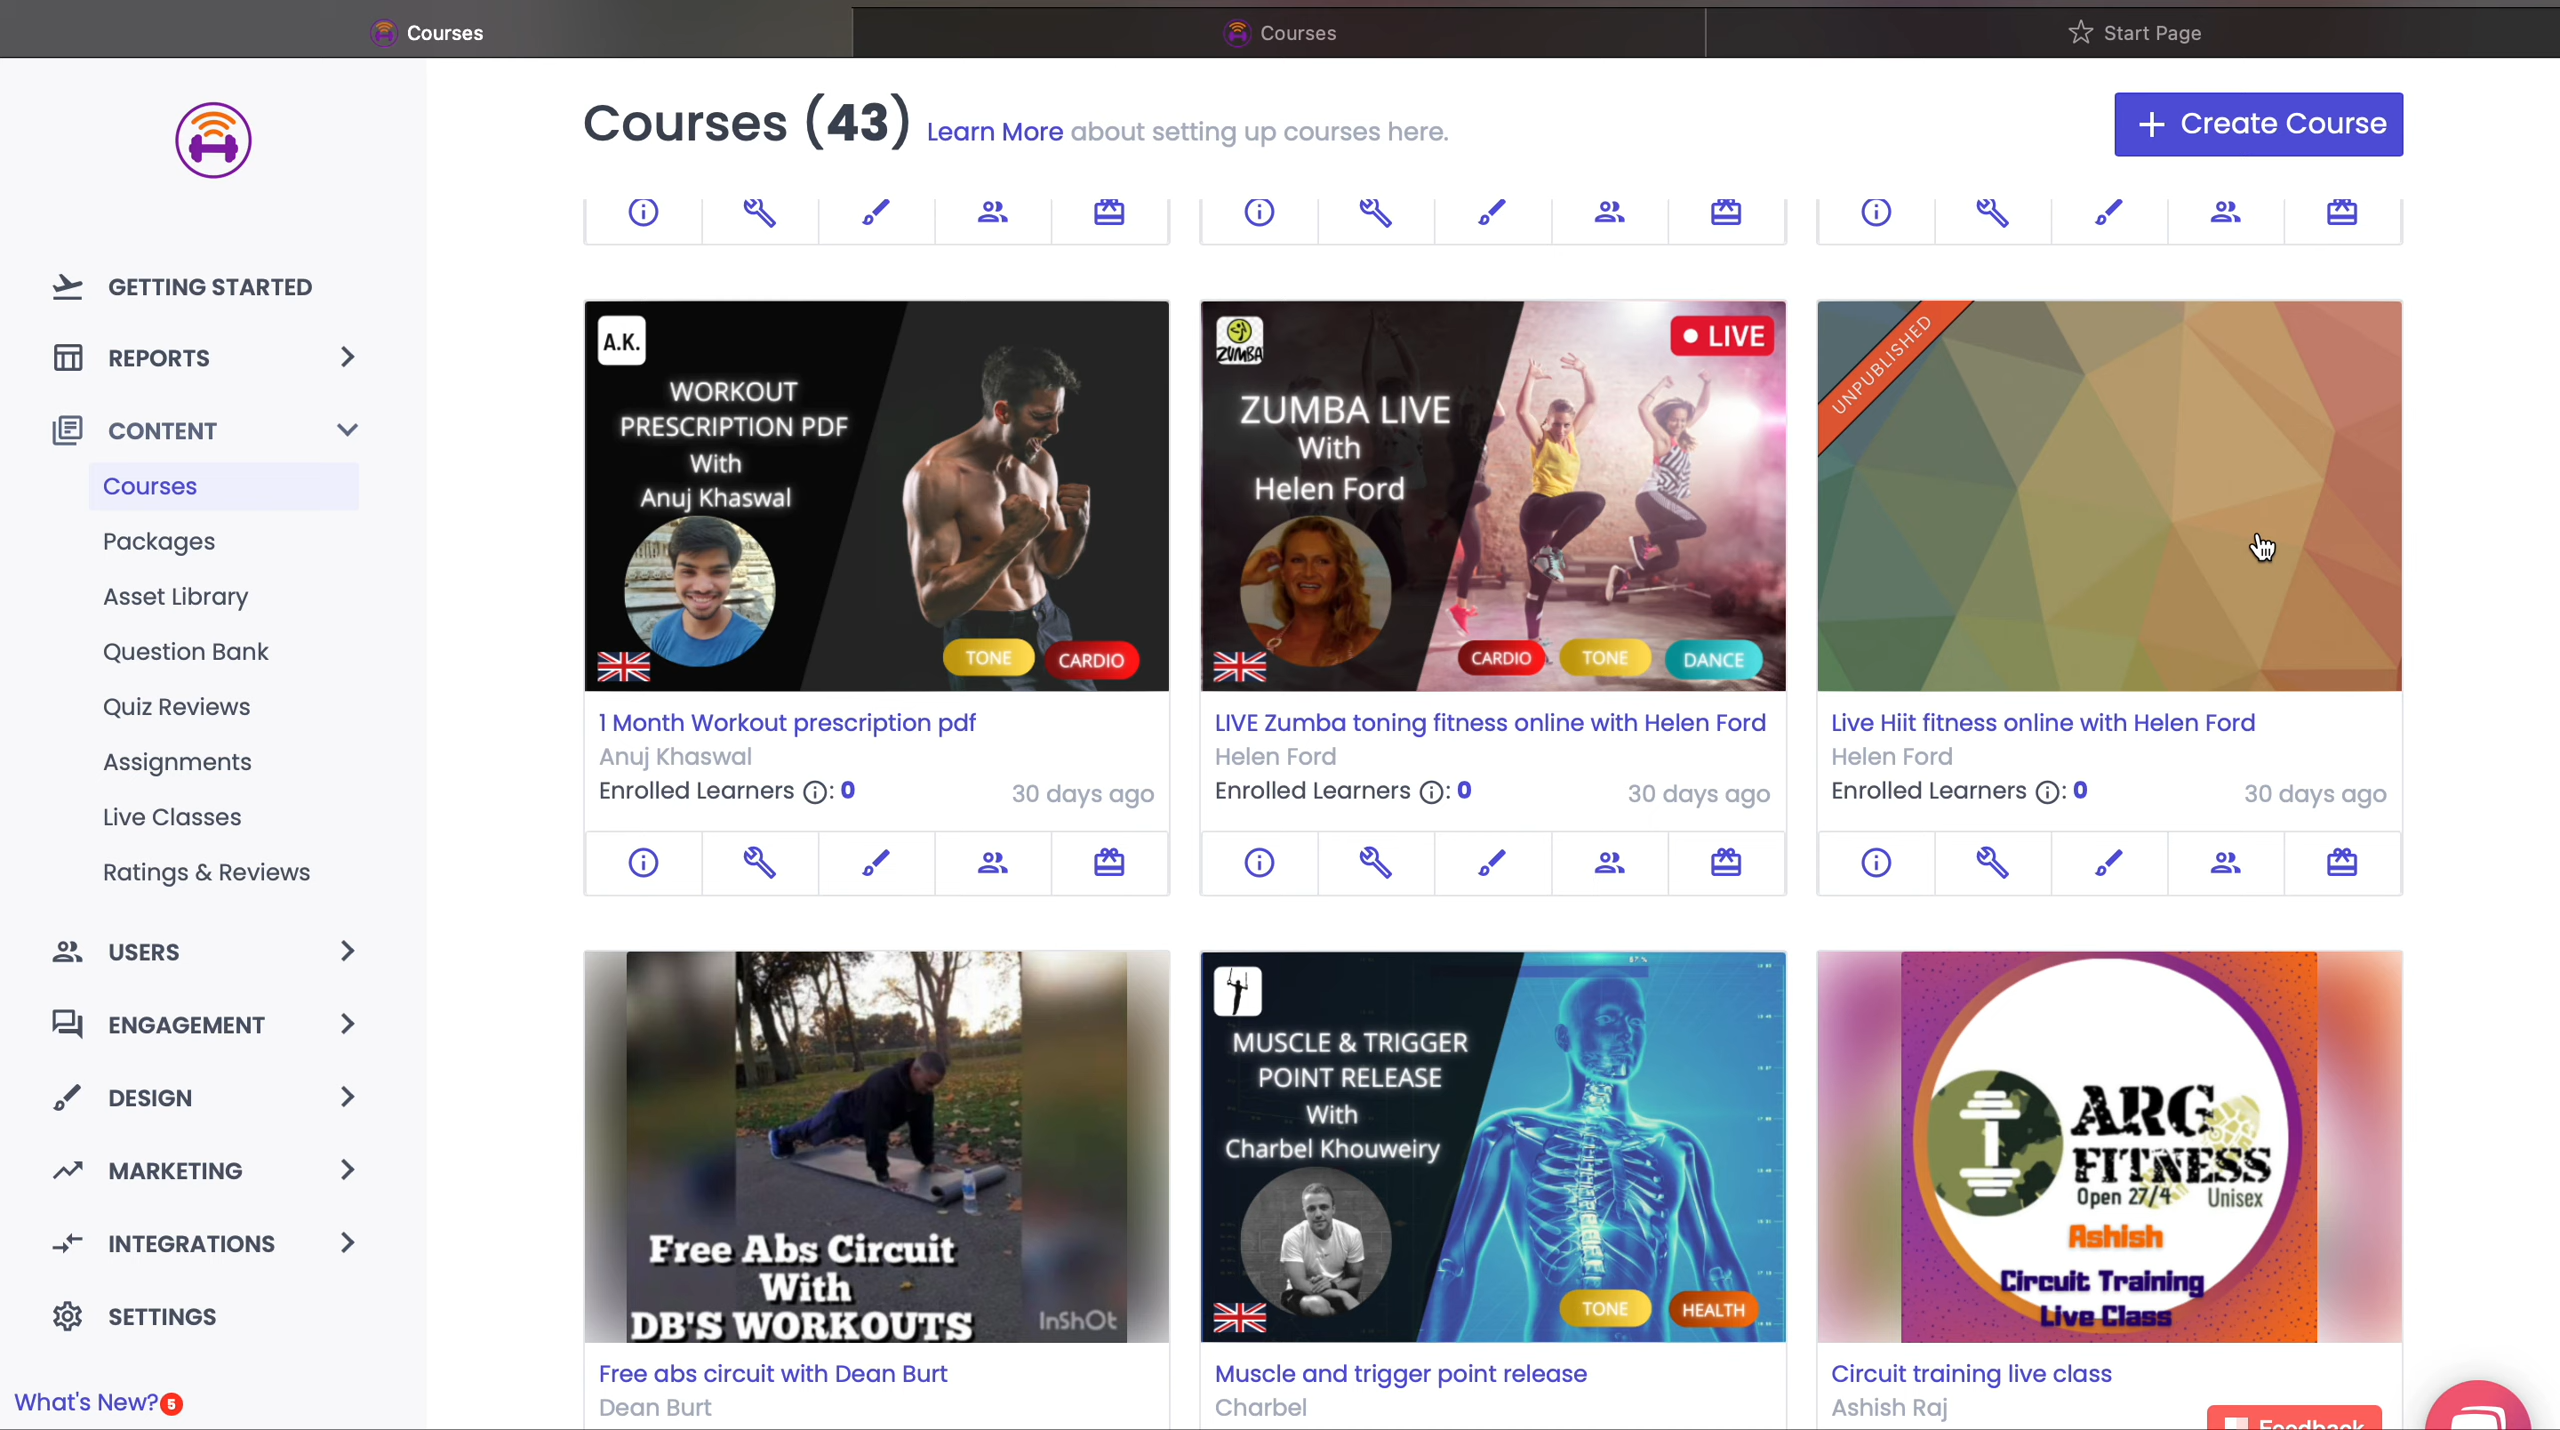 Courses
Courses
Start Page
Courses (43) Learn More about setting up courses here.
+ Create Course
GETTING STARTED
REPORTS
CONTENT
Courses
Packages
Asset Library
Question Bank
Quiz Reviews
Assignments
Live Classes
Ratings & Reviews
USERS
ENGAGEMENT
DESIGN
MARKETING
INTEGRATIONS
SETTINGS
What's New? 5
A.K.
WORKOUT
PRESCRIPTION PDF
With
Anuj Khaswal
TONE
CARDIO
1 Month Workout prescription pdf
Anuj Khaswal
Enrolled Learners : 0
30 days ago
ZUMBA
LIVE
ZUMBA LIVE
With
Helen Ford
CARDIO
TONE
DANCE
LIVE Zumba toning fitness online with Helen Ford
Helen Ford
Enrolled Learners : 0
30 days ago
UNPUBLISHED
Live Hiit fitness online with Helen Ford
Helen Ford
Enrolled Learners : 0
30 days ago
Free Abs Circuit
With
DB'S WORKOUTS
InShOt
Free abs circuit with Dean Burt
Dean Burt
MUSCLE & TRIGGER
POINT RELEASE
With
Charbel Khouweiry
TONE
HEALTH
Muscle and trigger point release
Charbel
ARG
FITNESS
Open 27/4 Unisex
Ashish
Circuit Training
Live Class
Circuit training live class
Ashish Raj
Feedback